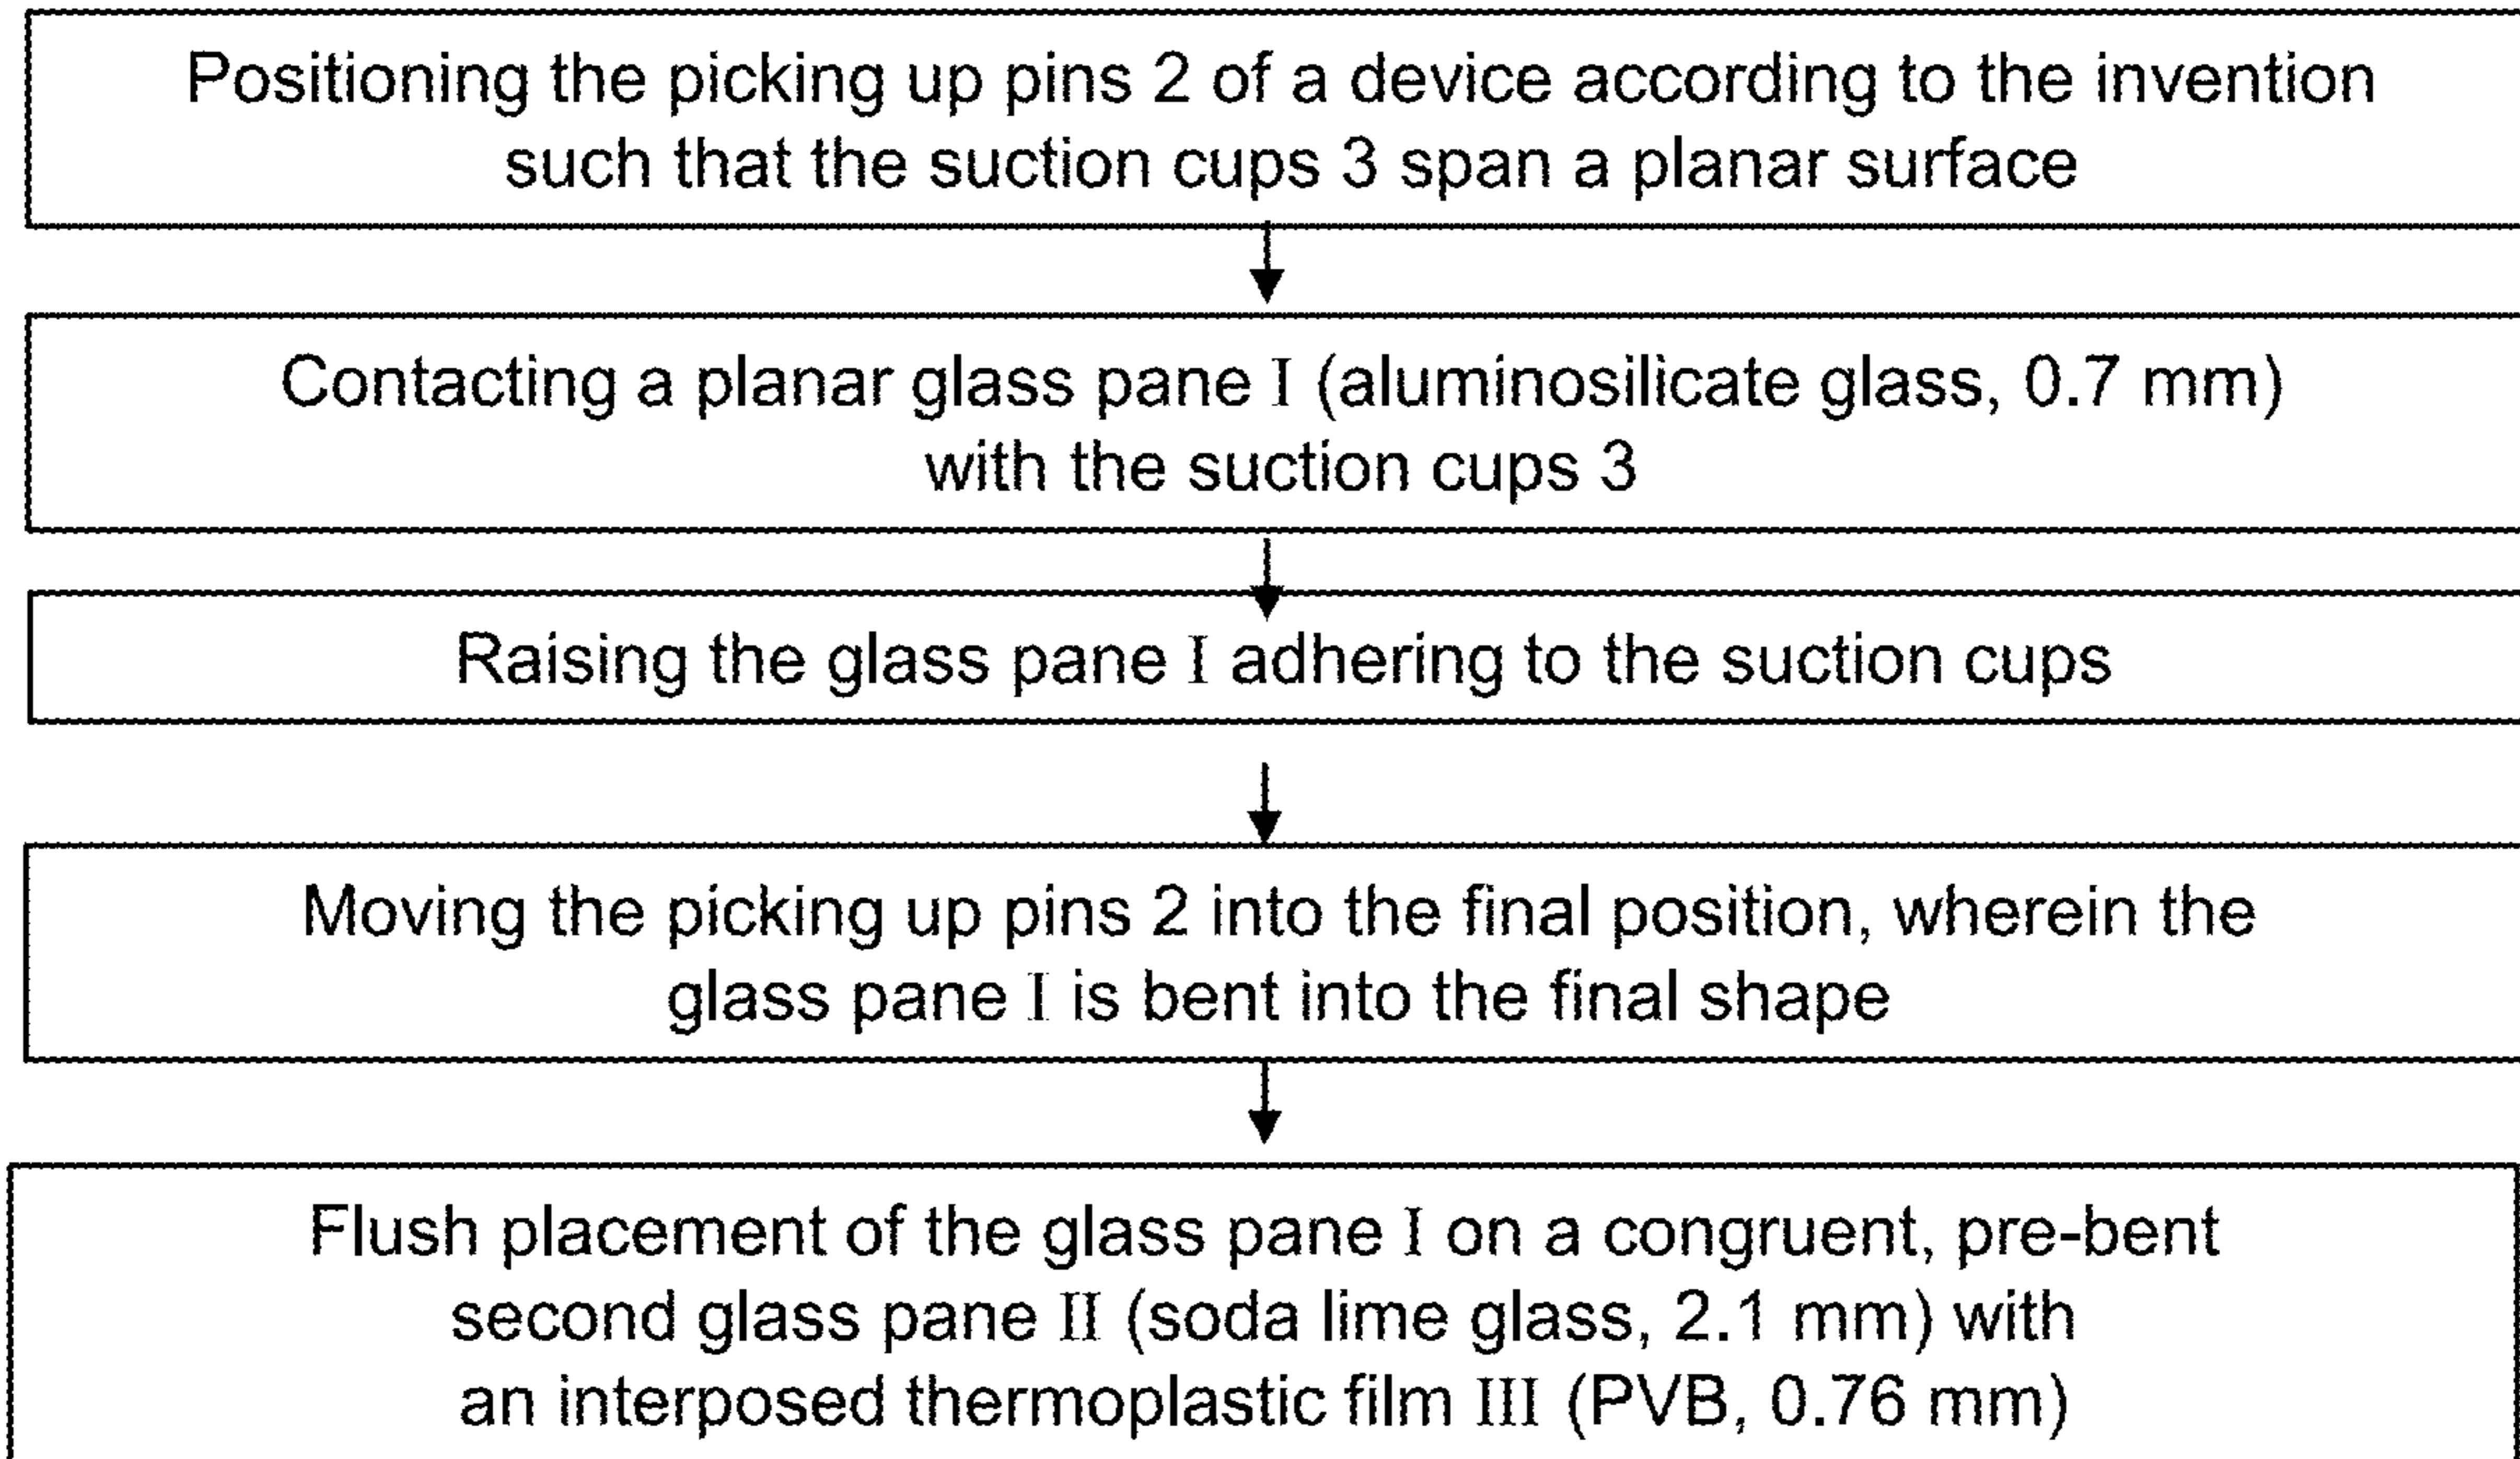 Positioning the picking up pins 2 of a device according to the invention
such that the suction cups 3 span a planar surface
Contacting a planar glass pane I (aluminosilicate glass, 0.7 mm)
with the suction cups 3
Raising the glass pane I adhering to the suction cups
Moving the picking up pins 2 into the final position, wherein the
glass pane I is bent into the final shape
Flush placement of the glass pane I on a congruent, pre-bent
second glass pane II (soda lime glass, 2.1 mm) with
an interposed thermoplastic film III (PVB, 0.76 mm)